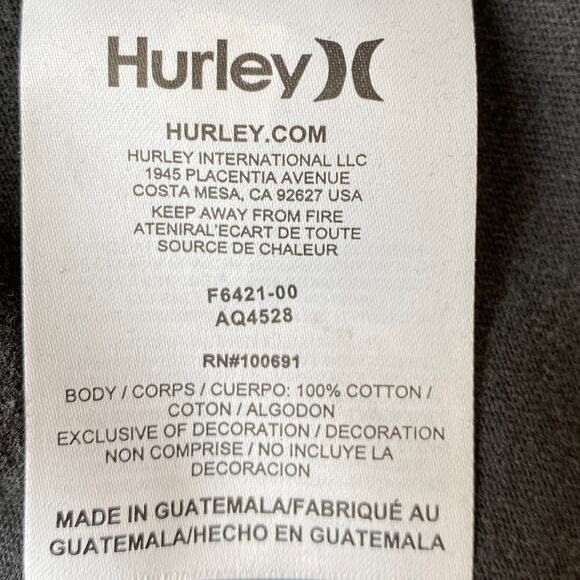 Hurley
HURLEY.COM
HURLEY INTERNATIONAL LLC
1945 PLACENTIA AVENUE
COSTA MESA, CA 92627 USA
KEEP AWAY FROM FIRE
ATENIRAL'ECART DE TOUTE
SOURCE DE CHALEUR
F6421-00
AQ4528
RN#100691
BODY / CORPS / CUERPO: 100% COTTON /
COTON / ALGODON
EXCLUSIVE OF DECORATION / DECORATION
NON COMPRISE / NO INCLUYE LA
DECORACION
MADE IN GUATEMALA/FABRIQUÉ AU
GUATEMALA/HECHO EN GUATEMALA